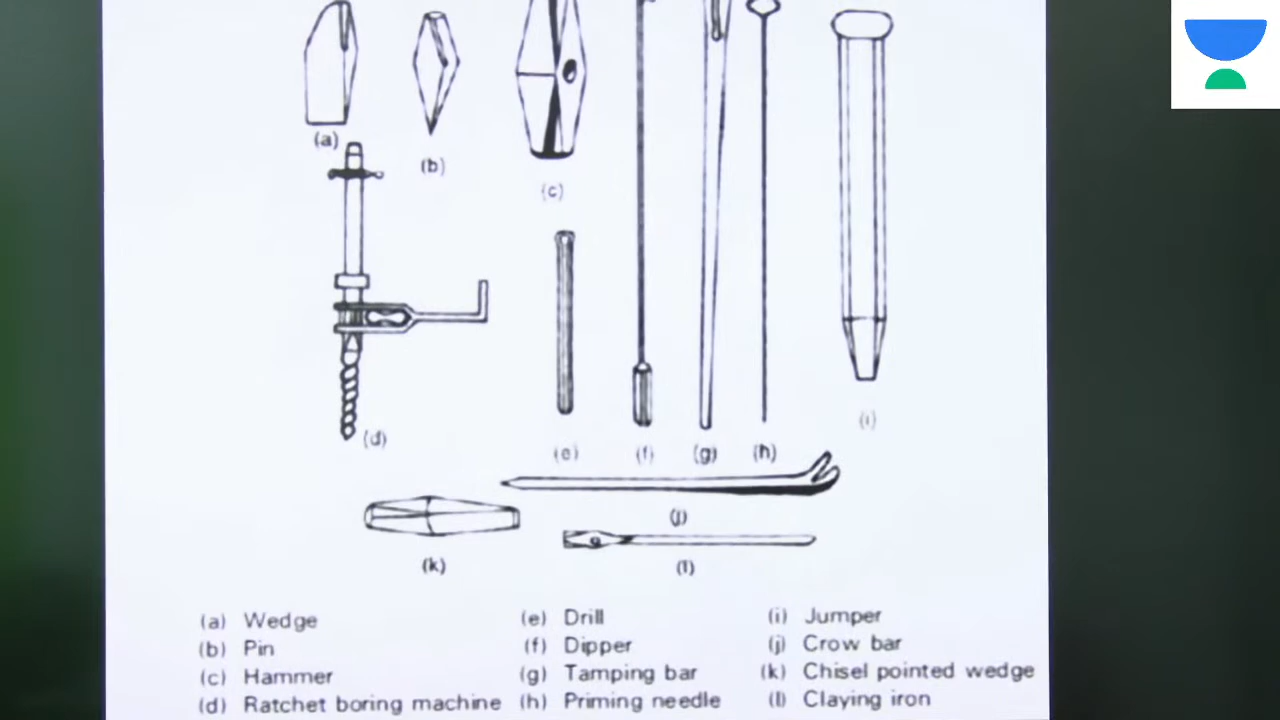 (a)
(b)
(c)
(d)
(e)
(f)
(g)
(h)
(i)
(j)
(k)
(l)
(a) Wedge
(b) Pin
(c) Hammer
(d) Ratchet boring machine
(e) Drill
(f) Dipper
(g) Tamping bar
(h) Priming needle
(i) Jumper
(j) Crow bar
(k) Chisel pointed wedge
(l) Claying iron